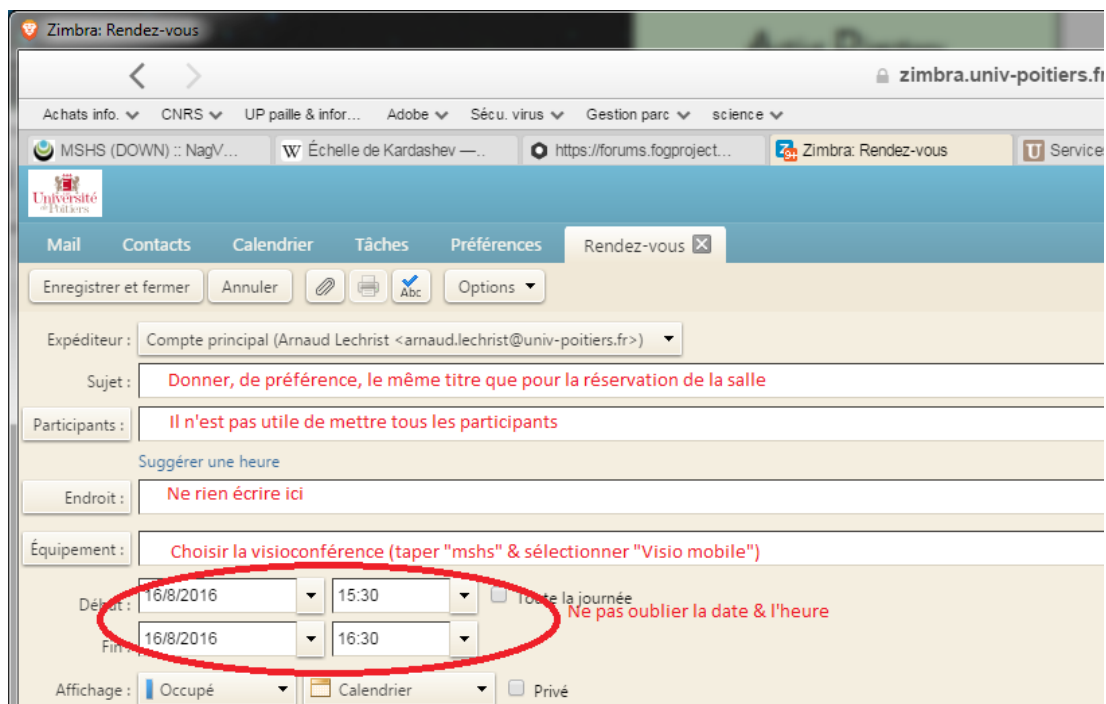 Zimbra: Rendez-vous
zimbra.univ-poitiers.fr
Achats info. CNRS UP paille & infor... Adobe Sécu. virus Gestion parc science
MSHS (DOWN) :: NagV... W Échelle de Kardashev —.. https://forums.fogproject... Zimbra: Rendez-vous U Services
Université
de Poitiers
Mail Contacts Calendrier Tâches Préférences Rendez-vous
Enregistrer et fermer Annuler Abc Options
Expéditeur : Compte principal (Arnaud Lechrist <arnaud.lechrist@univ-poitiers.fr>)
Sujet : Donner, de préférence, le même titre que pour la réservation de la salle
Participants : Il n'est pas utile de mettre tous les participants
Suggérer une heure
Endroit : Ne rien écrire ici
Équipement : Choisir la visioconférence (taper "mshs" & sélectionner "Visio mobile")
Début : 16/8/2016 15:30 Toute la journée
Ne pas oublier la date & l'heure
Fin : 16/8/2016 16:30
Affichage : Occupé Calendrier Privé